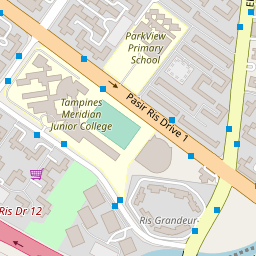 ParkView
Primary
School
Pasir Ris Drive 1
Tampines
Meridian
Junior College
Ris Dr 12
Ris Grandeur